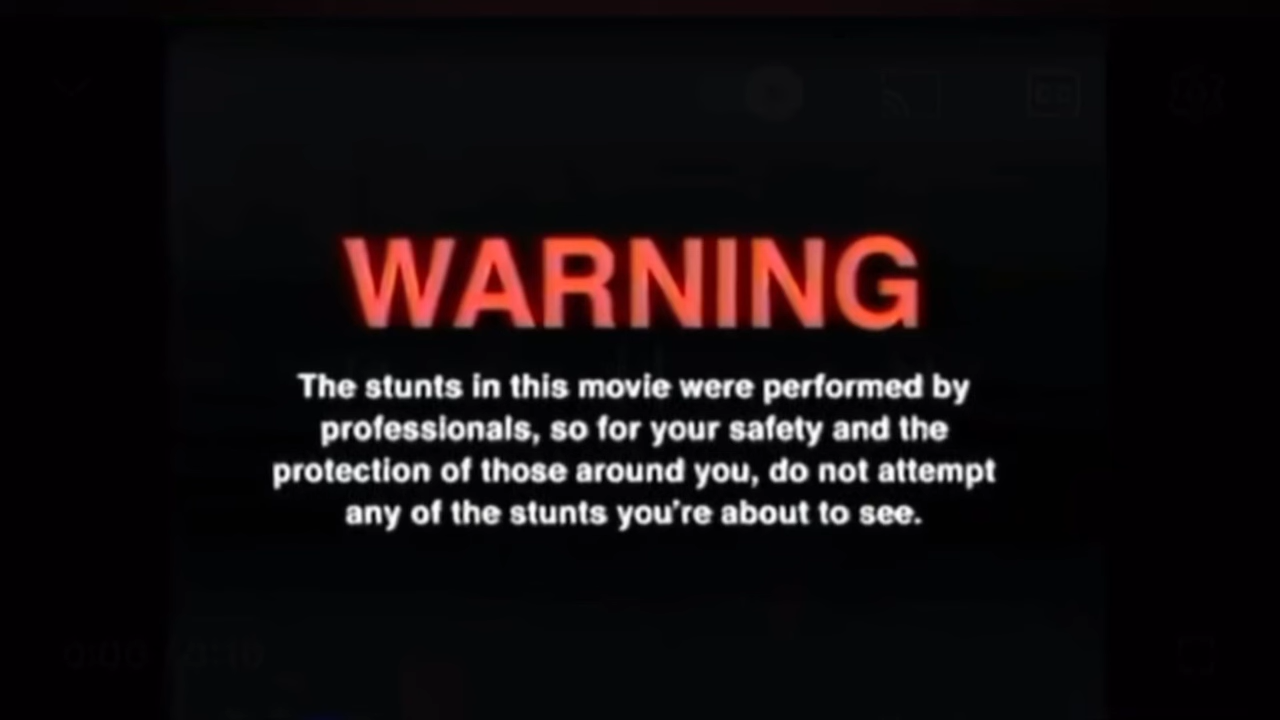 WARNING
The stunts in this movie were performed by
professionals, so for your safety and the
protection of those around you, do not attempt
any of the stunts you're about to see.